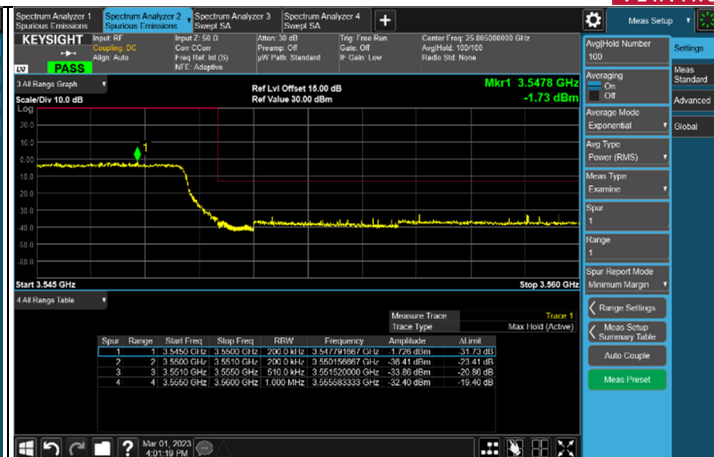 Spectrum Analyzer 1
Spurious Emissions
Spectrum Analyzer 2
Spurious Emissions
Spectrum Analyzer 3
Swept SA
Spectrum Analyzer 4
Swept SA
+
Meas Setup
KEYSIGHT
LXI
PASS
Input: RF
Coupling: DC
Align: Auto
Input Z: 50 Ω
Corr CCorr
Freq Ref: Int (S)
NFE: Adaptive
Atten: 30 dB
Preamp: Off
µW Path: Standard
Trig: Free Run
Gate: Off
IF Gain: Low
Center Freq: 25.005000000 GHz
Avg|Hold: 100/100
Radio Std: None
3 All Range Graph
Scale/Div 10.0 dB
Ref Lvl Offset 15.00 dB
Ref Value 30.00 dBm
Mkr1 3.5478 GHz
-1.73 dBm
Log
20.0
10.0
0.00
-10.0
-20.0
-30.0
-40.0
-50.0
-60.0
1
Start 3.545 GHz
Stop 3.560 GHz
4 All Range Table
Measure Trace Trace 1
Trace Type Max Hold (Active)
Spur Range Start Freq Stop Freq RBW Frequency Amplitude ΔLimit
1 1 3.5450 GHz 3.5500 GHz 200.0 kHz 3.547791667 GHz -1.726 dBm -31.73 dB
2 2 3.5500 GHz 3.5510 GHz 200.0 kHz 3.550156667 GHz -36.41 dBm -23.41 dB
3 3 3.5510 GHz 3.5550 GHz 510.0 kHz 3.551520000 GHz -33.86 dBm -20.86 dB
4 4 3.5550 GHz 3.5600 GHz 1.000 MHz 3.555583333 GHz -32.40 dBm -19.40 dB
Avg|Hold Number
100
Averaging
On
Off
Average Mode
Exponential
Avg Type
Power (RMS)
Meas Type
Examine
Spur
1
Range
1
Spur Report Mode
Minimum Margin
Range Settings
Meas Setup
Summary Table
Auto Couple
Meas Preset
Settings
Meas
Standard
Advanced
Global
?
Mar 01, 2023
4:01:19 PM